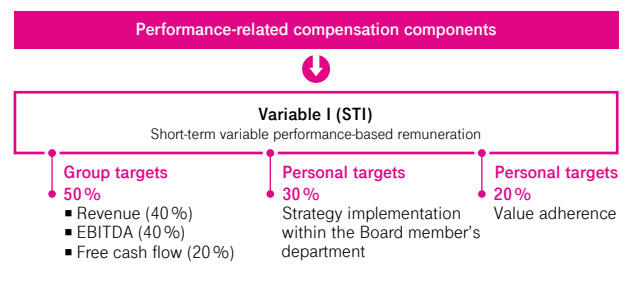 Performance-related compensation components
Variable I (STI)
Short-term variable performance-based remuneration
Group targets
50 %
▪ Revenue (40 %)
▪ EBITDA (40 %)
▪ Free cash flow (20 %)
Personal targets
30 %
Strategy implementation
within the Board member’s
department
Personal targets
20 %
Value adherence